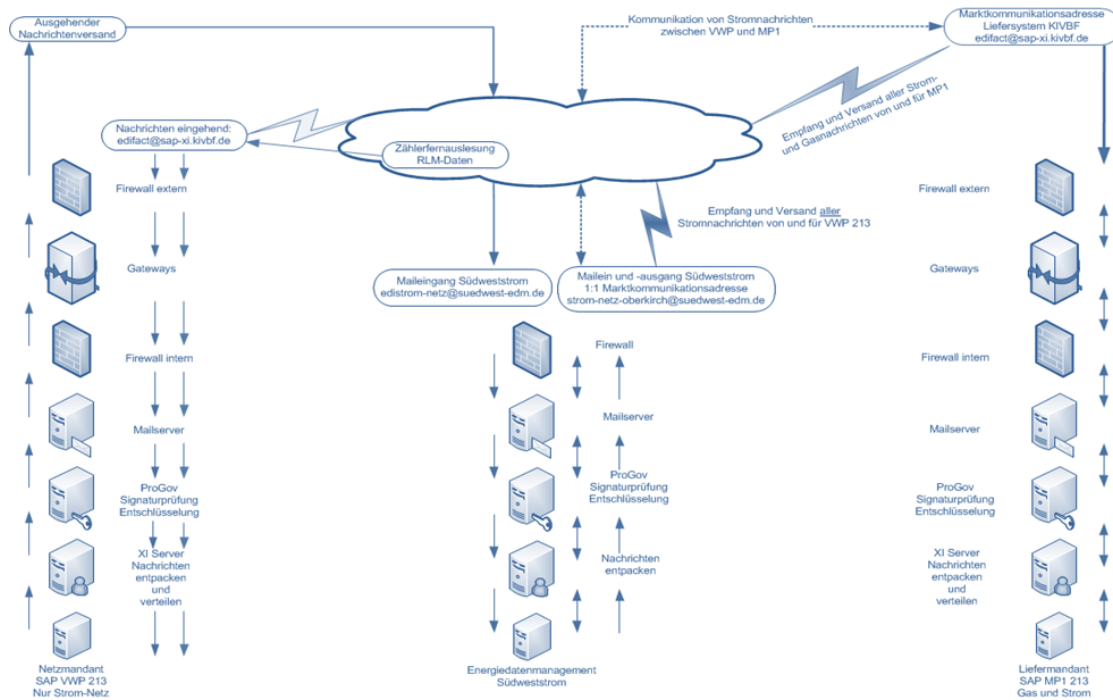 Ausgehender
Nachrichtenversand
Kommunikation von Stromnachrichten
zwischen VWP und MP1
Marktkommunikationsadresse
Liefersystem KIVBF
edifact@sap-xi.kivbf.de
Empfang und Versand aller Strom-
und Gasnachrichten von und für MP1
Nachrichten eingehend:
edifact@sap-xi.kivbf.de
Zählerfernauslesung
RLM-Daten
Firewall extern
Gateways
Firewall intern
Mailserver
ProGov
Signaturprüfung
Entschlüsselung
XI Server
Nachrichten
entpacken
und
verteilen
Netzmandant
SAP VWP 213
Nur Strom-Netz
Empfang und Versand aller
Stromnachrichten von und für VWP 213
Maileingang Südweststrom
edistrom-netz@suedwest-edm.de
Mailein und -ausgang Südweststrom
1:1 Marktkommunikationsadresse
strom-netz-oberkirch@suedwest-edm.de
Firewall
Mailserver
ProGov
Signaturprüfung
Entschlüsselung
Nachrichten
entpacken
Energiedatenmanagement
Südweststrom
Firewall extern
Gateways
Firewall intern
Mailserver
ProGov
Signaturprüfung
Entschlüsselung
XI Server
Nachrichten
entpacken
und
verteilen
Liefermandant
SAP MP1 213
Gas und Strom